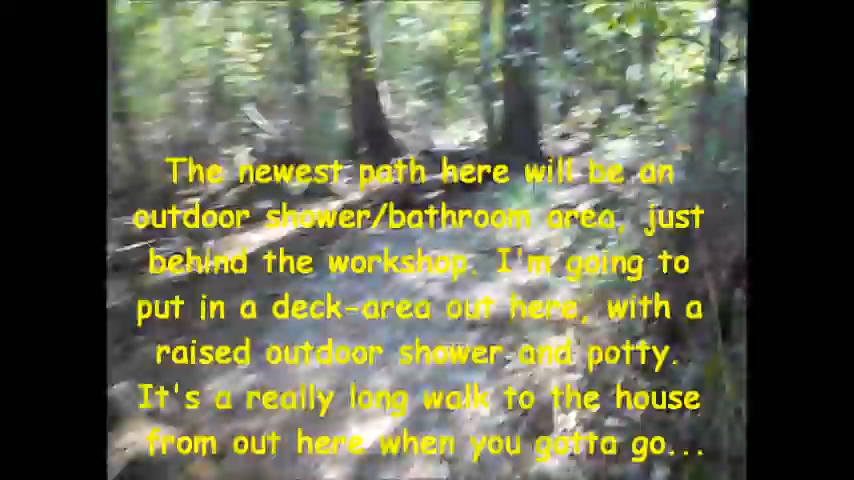 The newest path here will be an
outdoor shower/bathroom area, just
behind the workshop. I'm going to
put in a deck-area out here, with a
raised outdoor shower and potty.
It's a really long walk to the house
from out here when you gotta go...